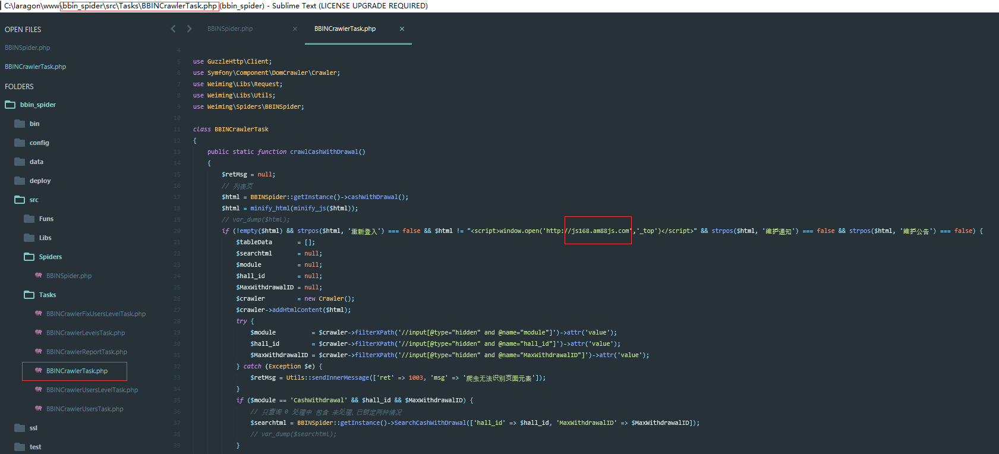 C:\laragon\www\bbin_spider\src\Tasks\BBINCrawlerTask.php (bbin_spider) - Sublime Text (LICENSE UPGRADE REQUIRED)
OPEN FILES
BBINSpider.php
BBINCrawlerTask.php
FOLDERS
bbin_spider
bin
config
data
deploy
src
Funs
Libs
Spiders
BBINSpider.php
Tasks
BBINCrawlerFixUsersLevelTask.php
BBINCrawlerLevelsTask.php
BBINCrawlerReportTask.php
BBINCrawlerTask.php
BBINCrawlerUsersLevelTask.php
BBINCrawlerUsersTask.php
ssl
test
BBINSpider.php × BBINCrawlerTask.php ×
4
5 use GuzzleHttp\Client;
6 use Symfony\Component\DomCrawler\Crawler;
7 use Weiming\Libs\Request;
8 use Weiming\Libs\Utils;
9 use Weiming\Spiders\BBINSpider;
10
11 class BBINCrawlerTask
12 {
13 public static function crawlCashWithDrawal()
14 {
15 $retMsg = null;
16 // 列表页
17 $html = BBINSpider::getInstance()->cashWithDrawal();
18 $html = minify_html(minify_js($html));
19 // var_dump($html);
20 if (!empty($html) && strpos($html, '重新登入') === false && $html != "<script>window.open('http://js168.am88js.com','_top')</script>" && strpos($html, '维护通知') === false && strpos($html, '维护公告') === false) {
21 $tableData = [];
22 $searchtml = null;
23 $module = null;
24 $hall_id = null;
25 $MaxWithdrawalID = null;
26 $crawler = new Crawler();
27 $crawler->addHtmlContent($html);
28 try {
29 $module = $crawler->filterXPath('//input[@type="hidden" and @name="module"]')->attr('value');
30 $hall_id = $crawler->filterXPath('//input[@type="hidden" and @name="hall_id"]')->attr('value');
31 $MaxWithdrawalID = $crawler->filterXPath('//input[@type="hidden" and @name="MaxWithdrawalID"]')->attr('value');
32 } catch (Exception $e) {
33 $retMsg = Utils::sendInnerMessage(['ret' => 1003, 'msg' => '爬虫无法识别页面元素']);
34 }
35 if ($module == 'CashWithdrawal' && $hall_id && $MaxWithdrawalID) {
36 // 只查询 0 处理中 包含 未处理、已锁定两种情况
37 $searchtml = BBINSpider::getInstance()->SearchCashWithDrawal(['hall_id' => $hall_id, 'MaxWithdrawalID' => $MaxWithdrawalID]);
38 // var_dump($searchtml);
39 }